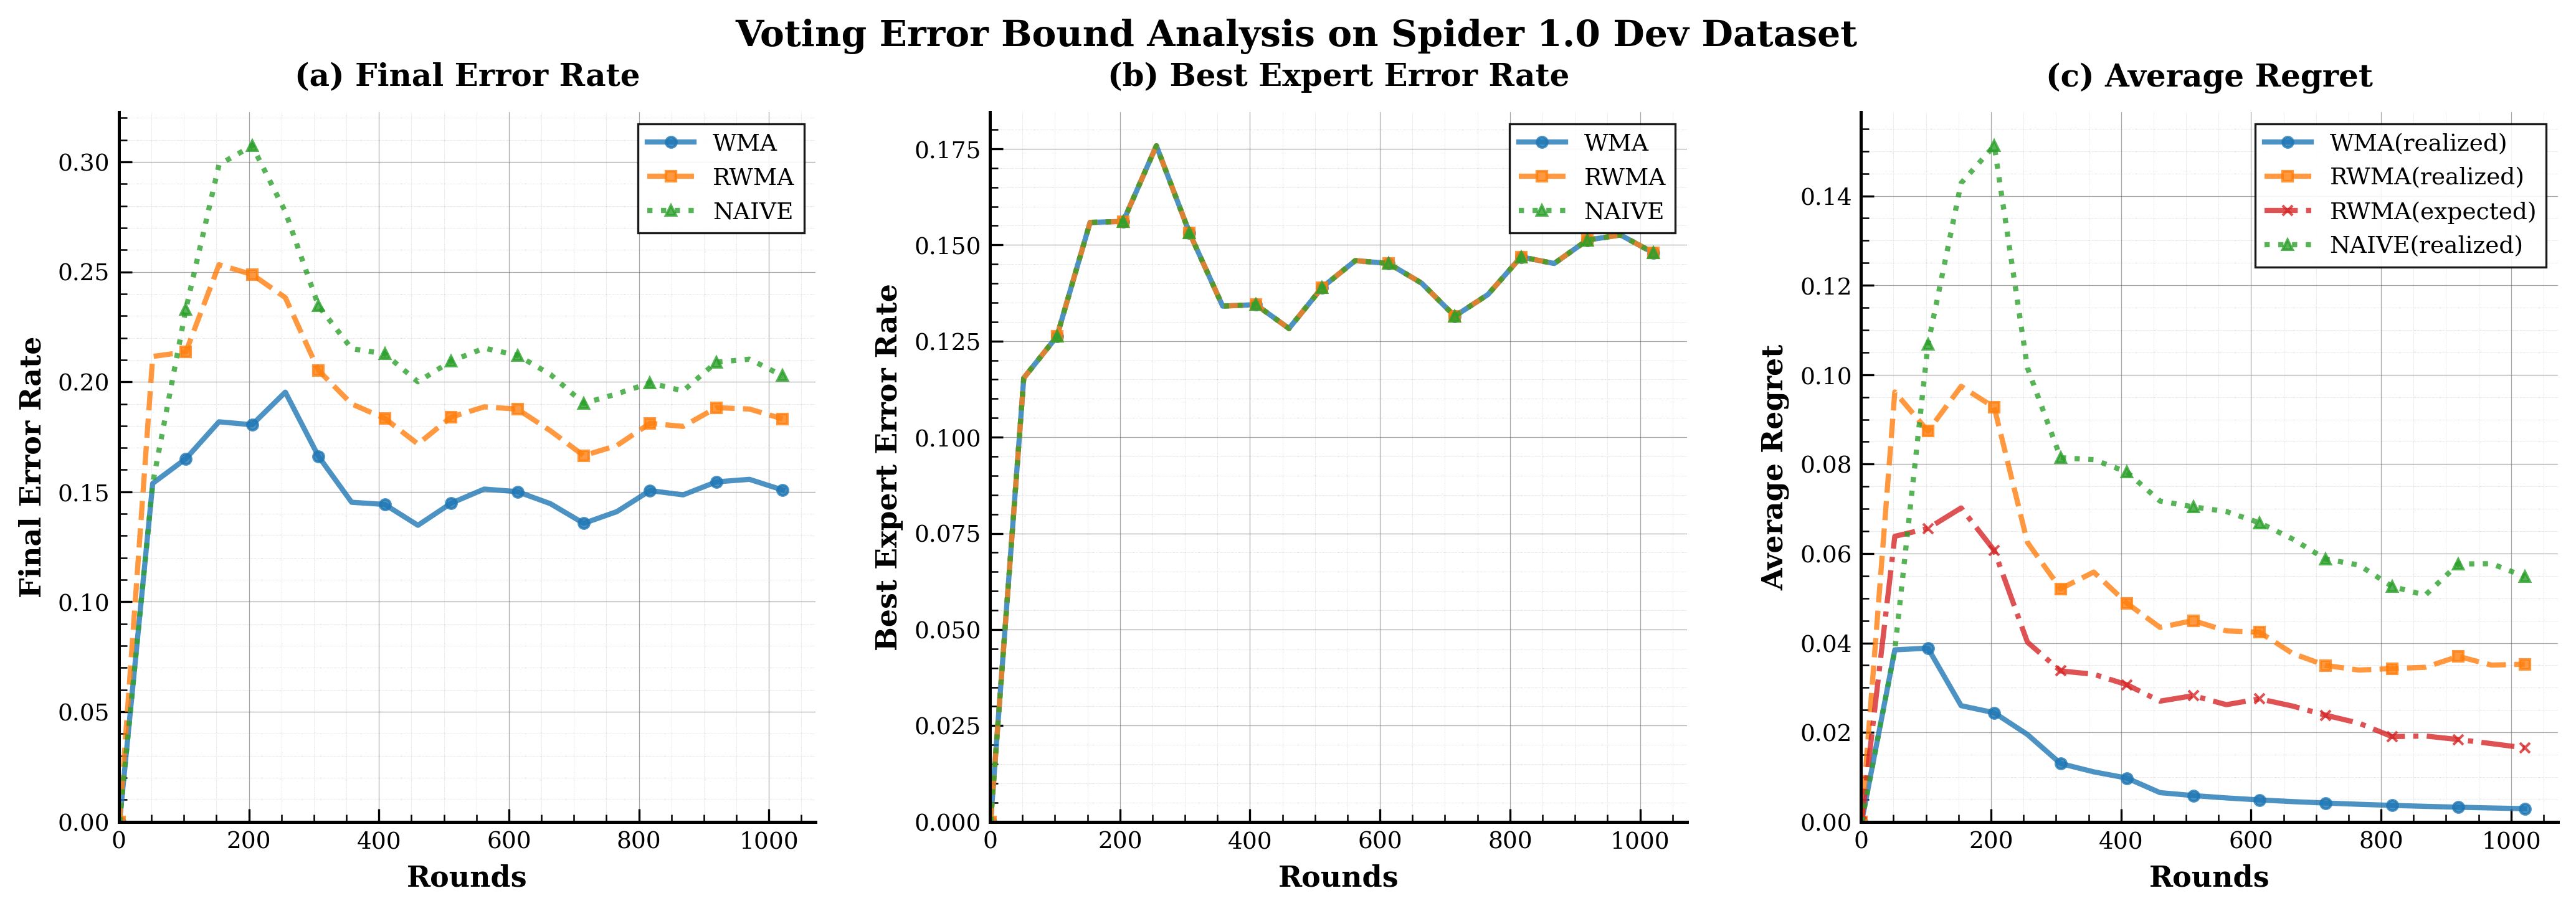 Voting Error Bound Analysis on Spider 1.0 Dev Dataset
(a) Final Error Rate
Final Error Rate
0.30
0.25
0.20
0.15
0.10
0.05
0.00
0 200 400 600 800 1000
Rounds
WMA
RWMA
NAIVE
(b) Best Expert Error Rate
Best Expert Error Rate
0.175
0.150
0.125
0.100
0.075
0.050
0.025
0.000
0 200 400 600 800 1000
Rounds
WMA
RWMA
NAIVE
(c) Average Regret
Average Regret
0.14
0.12
0.10
0.08
0.06
0.04
0.02
0.00
0 200 400 600 800 1000
Rounds
WMA(realized)
RWMA(realized)
RWMA(expected)
NAIVE(realized)